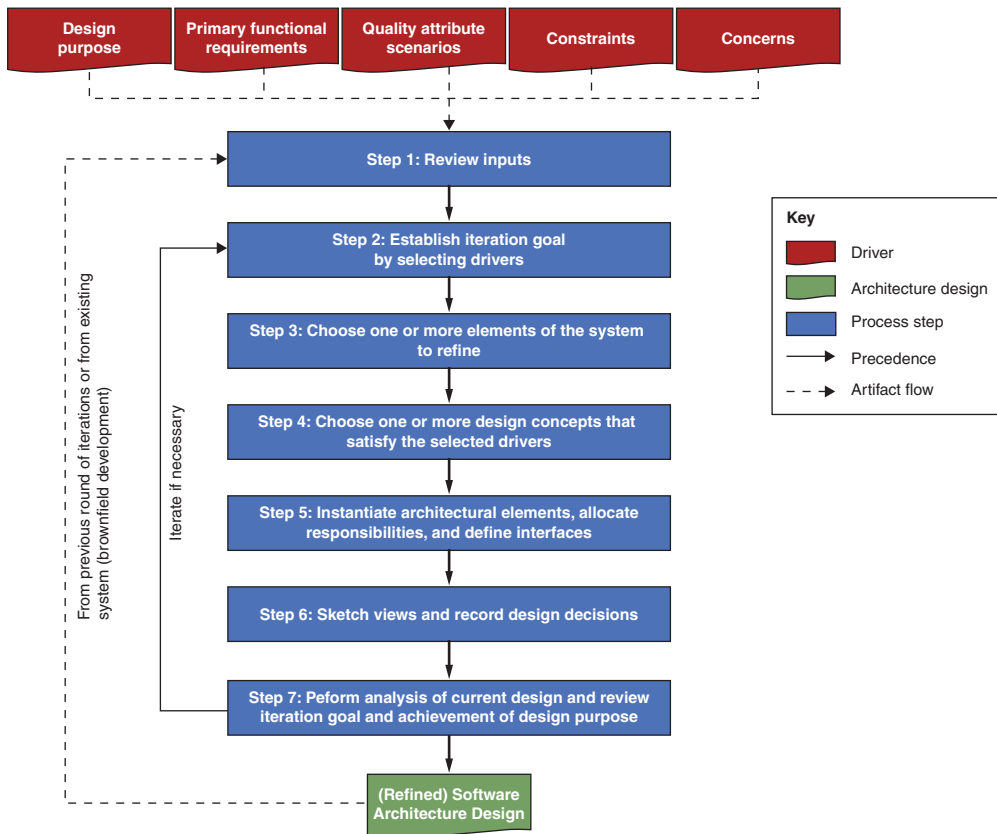 Design
purpose
Primary functional
requirements
Quality attribute
scenarios
Constraints
Concerns
Step 1: Review inputs
Step 2: Establish iteration goal
by selecting drivers
Step 3: Choose one or more elements of the system
to refine
Step 4: Choose one or more design concepts that
satisfy the selected drivers
Step 5: Instantiate architectural elements, allocate
responsibilities, and define interfaces
Step 6: Sketch views and record design decisions
Step 7: Peform analysis of current design and review
iteration goal and achievement of design purpose
(Refined) Software
Architecture Design
From previous round of iterations or from existing
system (brownfield development)
Iterate if necessary
Key
Driver
Architecture design
Process step
Precedence
Artifact flow